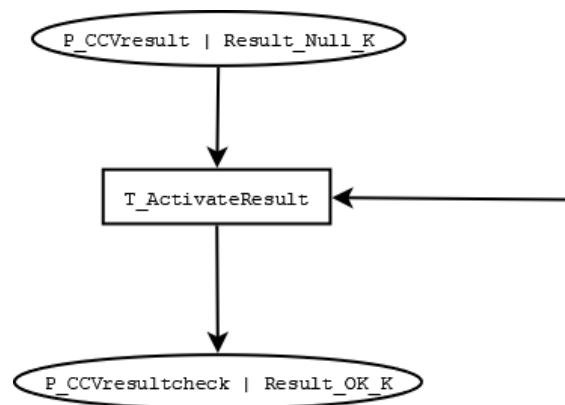 P_CCVresult | Result_Null_K
T_ActivateResult
P_CCVresultcheck | Result_OK_K